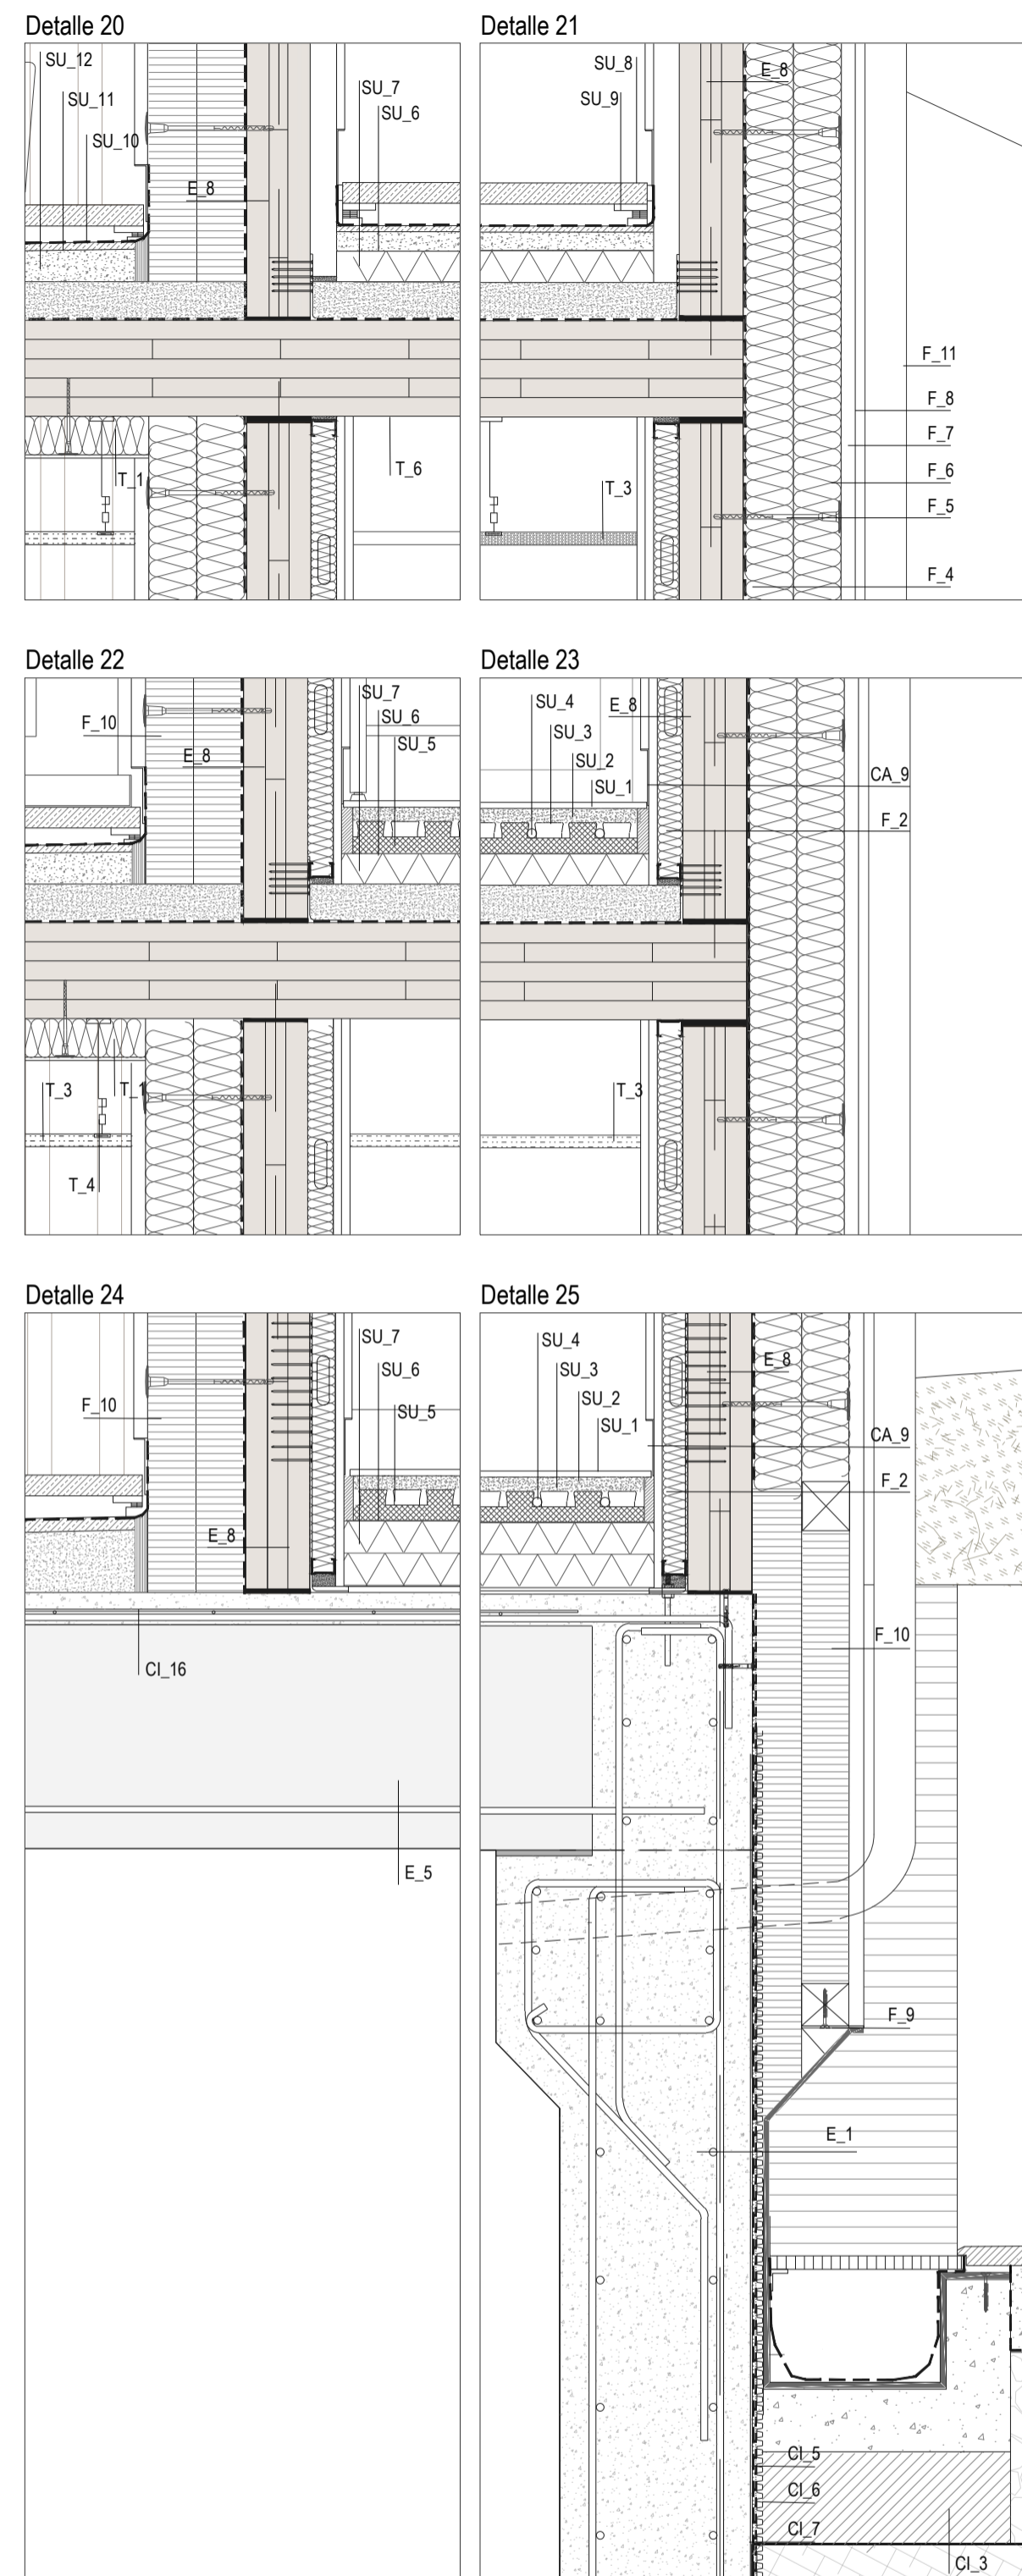 Detalle 20
SU_12
SU_11
SU_10
E_8
SU_7
SU_6
T_1
T_6
Detalle 21
SU_8
SU_9
E_8
F_11
F_8
F_7
F_6
F_5
F_4
T_3
Detalle 22
F_10
E_8
SU_7
SU_6
SU_5
T_3
T_1
T_4
Detalle 23
SU_4
SU_3
SU_2
SU_1
E_8
CA_9
F_2
T_3
Detalle 24
F_10
E_8
SU_7
SU_6
SU_5
CI_16
E_5
Detalle 25
SU_4
SU_3
SU_2
SU_1
E_8
CA_9
F_2
F_10
F_9
E_1
CI_5
CI_6
CI_7
CI_3